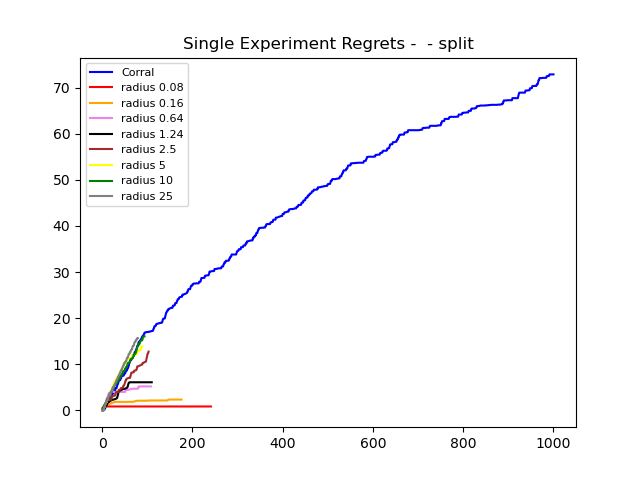 Single Experiment Regrets -  - split
Corral
radius 0.08
radius 0.16
radius 0.64
radius 1.24
radius 2.5
radius 5
radius 10
radius 25
70
60
50
40
30
20
10
0
0 200 400 600 800 1000